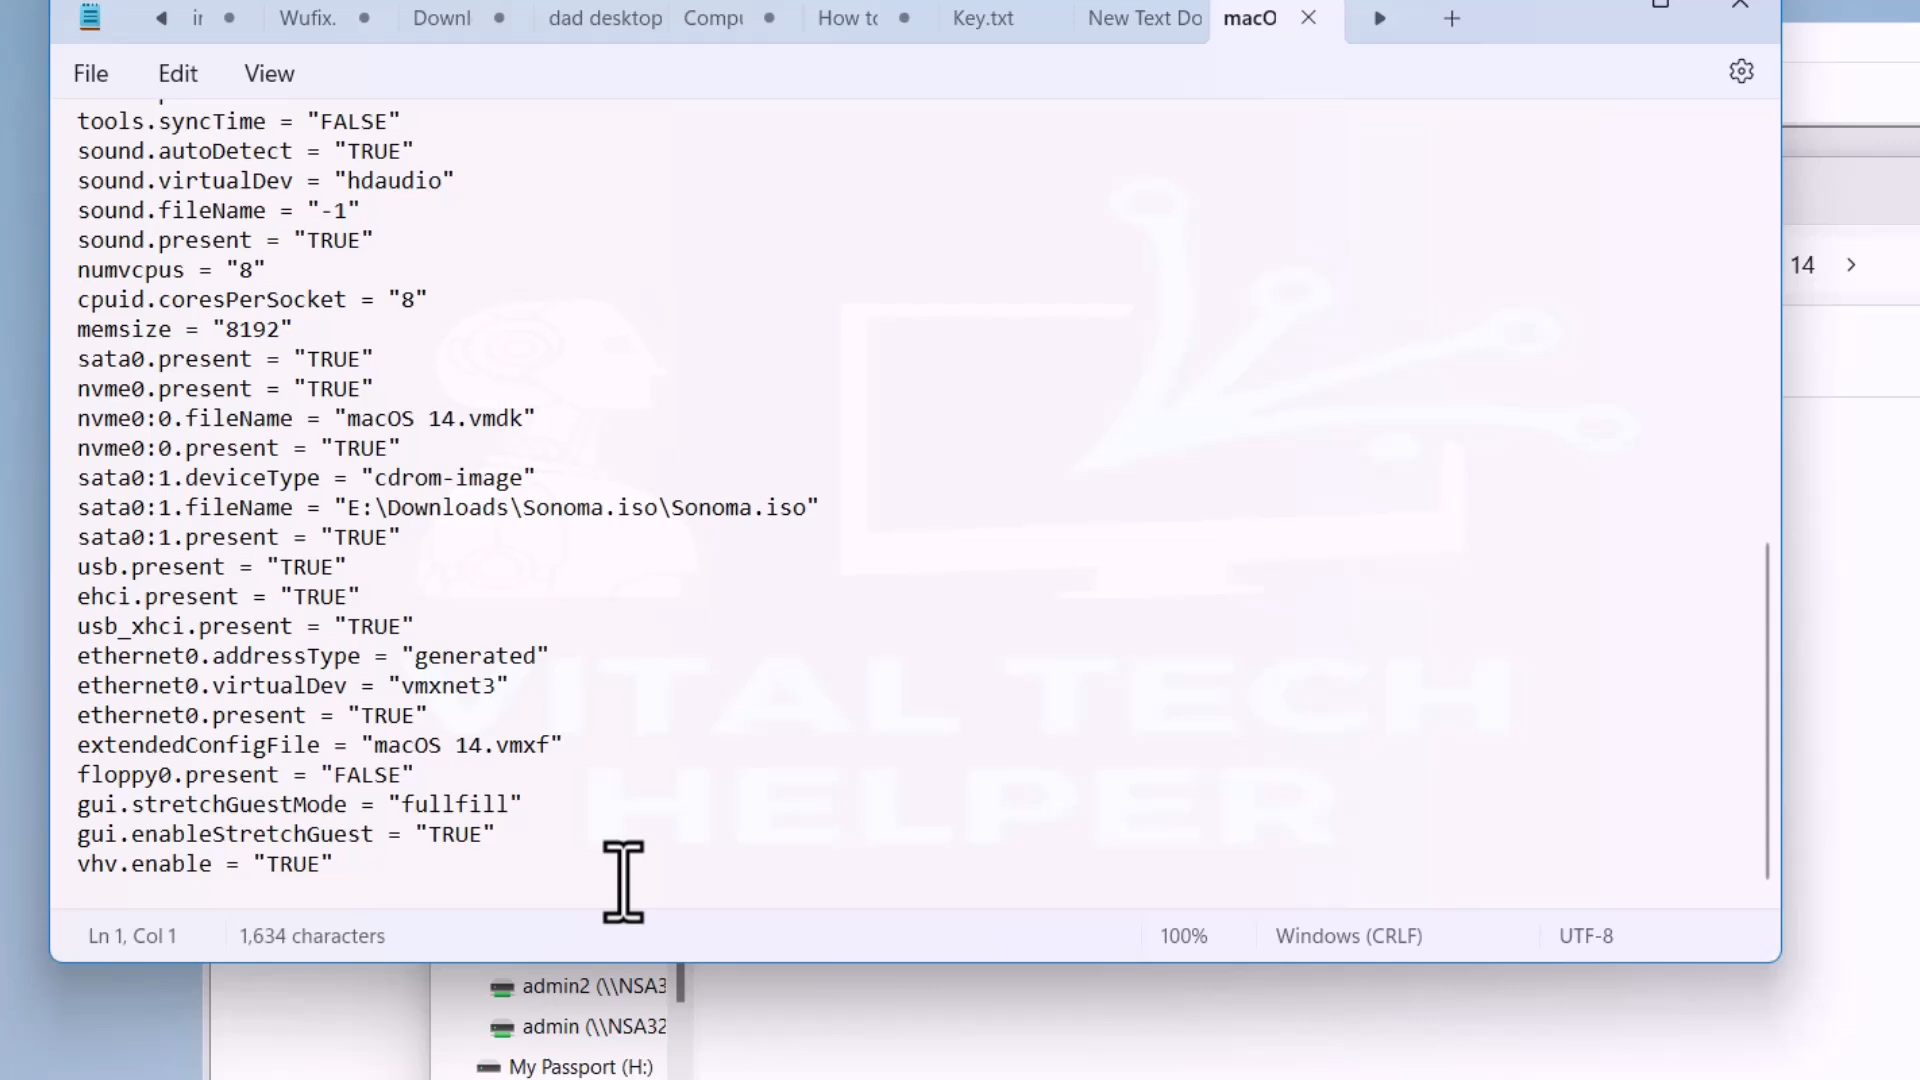 ir Wufix. Downl dad desktop Compu How to Key.txt New Text Do macO
File Edit View
tools.syncTime = "FALSE"
sound.autoDetect = "TRUE"
sound.virtualDev = "hdaudio"
sound.fileName = "-1"
sound.present = "TRUE"
numvcpus = "8"
cpuid.coresPerSocket = "8"
memsize = "8192"
sata0.present = "TRUE"
nvme0.present = "TRUE"
nvme0:0.fileName = "macOS 14.vmdk"
nvme0:0.present = "TRUE"
sata0:1.deviceType = "cdrom-image"
sata0:1.fileName = "E:\Downloads\Sonoma.iso\Sonoma.iso"
sata0:1.present = "TRUE"
usb.present = "TRUE"
ehci.present = "TRUE"
usb_xhci.present = "TRUE"
ethernet0.addressType = "generated"
ethernet0.virtualDev = "vmxnet3"
ethernet0.present = "TRUE"
extendedConfigFile = "macOS 14.vmxf"
floppy0.present = "FALSE"
gui.stretchGuestMode = "fullfill"
gui.enableStretchGuest = "TRUE"
vhv.enable = "TRUE"
VITAL TECH
HELPER
14
Ln 1, Col 1 1,634 characters 100% Windows (CRLF) UTF-8
admin2 (\\NSA3
admin (\\NSA32
My Passport (H:)